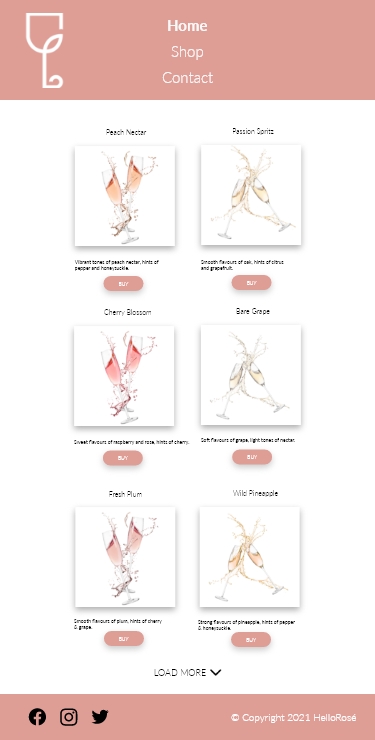 Home
Shop
Contact
Peach Nectar
Passion Spritz
Vibrant tones of peach nectar, hints of
pepper and honeysuckle.
Smooth flavours of oak, hints of citrus
and grapefruit.
BUY
BUY
Cherry Blossom
Bare Grape
Sweet flavours of raspberry and rose, hints of cherry.
Soft flavours of grape, light tones of nectar.
BUY
BUY
Fresh Plum
Wild Pineapple
Smooth flavours of plum, hints of cherry
& grape.
Strong flavours of pineapple, hints of pepper
& honeysuckle.
BUY
BUY
LOAD MORE
© Copyright 2021 HelloRosé